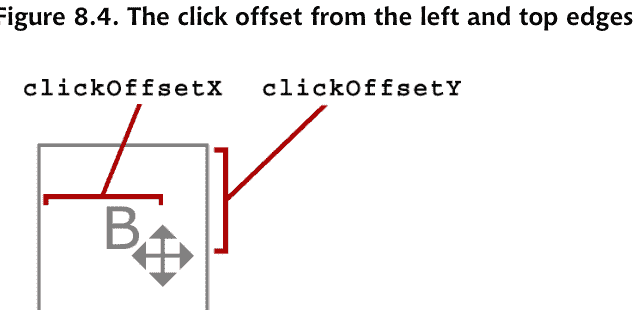 Figure 8.4. The click offset from the left and top edges
clickOffsetX clickOffsetY
B